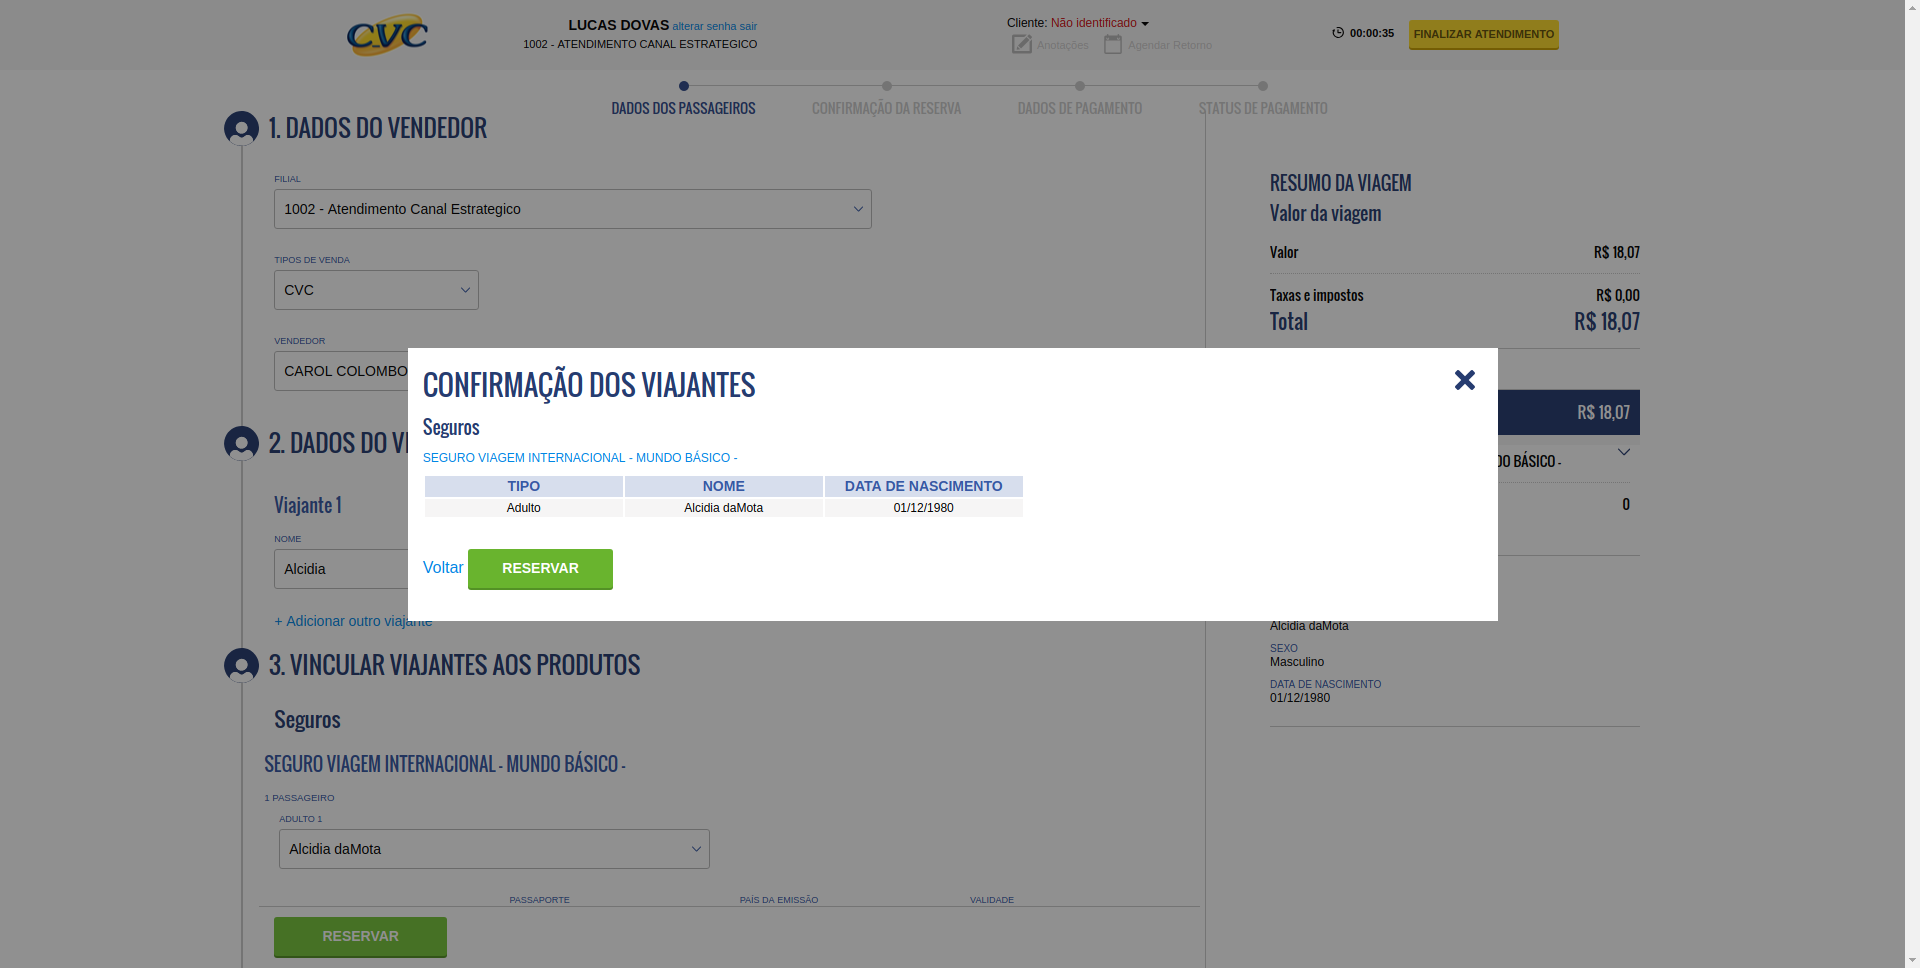 CVC
LUCAS DOVAS alterar senha sair
1002 - ATENDIMENTO CANAL ESTRATEGICO
Cliente: Não identificado
Anotações Agendar Retorno
00:00:35
FINALIZAR ATENDIMENTO
DADOS DOS PASSAGEIROS
CONFIRMAÇÃO DA RESERVA
DADOS DE PAGAMENTO
STATUS DE PAGAMENTO
1. DADOS DO VENDEDOR
FILIAL
1002 - Atendimento Canal Estrategico
TIPOS DE VENDA
CVC
VENDEDOR
CAROL COLOMBO
2. DADOS DO
Viajante 1
NOME
Alcidia
+ Adicionar outro viajante
3. VINCULAR VIAJANTES AOS PRODUTOS
Seguros
SEGURO VIAGEM INTERNACIONAL - MUNDO BÁSICO -
1 PASSAGEIRO
ADULTO 1
Alcidia daMota
PASSAPORTE
PAÍS DA EMISSÃO
VALIDADE
RESERVAR
CONFIRMAÇÃO DOS VIAJANTES
Seguros
SEGURO VIAGEM INTERNACIONAL - MUNDO BÁSICO -
TIPO NOME DATA DE NASCIMENTO
Adulto Alcidia daMota 01/12/1980
Voltar RESERVAR
RESUMO DA VIAGEM
Valor da viagem
Valor R$ 18,07
Taxas e impostos R$ 0,00
Total R$ 18,07
R$ 18,07
BÁSICO -
0
Alcidia daMota
SEXO
Masculino
DATA DE NASCIMENTO
01/12/1980